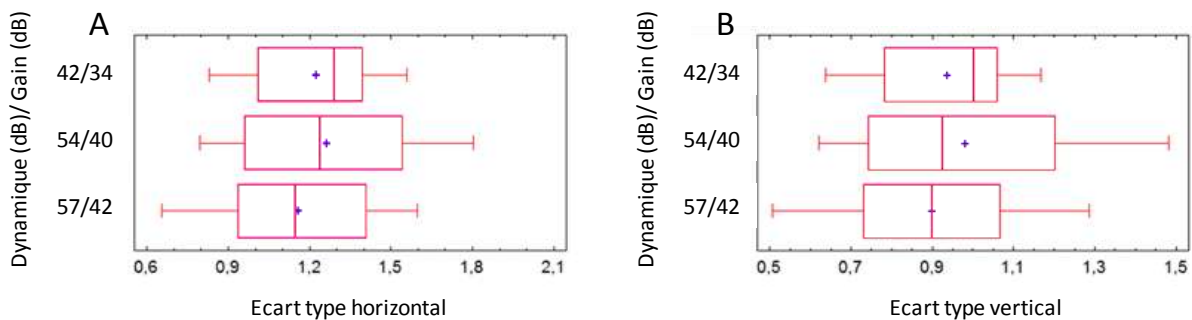 A
Dynamique (dB)/ Gain (dB)
42/34
54/40
57/42
0,6 0,9 1,2 1,5 1,8 2,1
Ecart type horizontal
B
Dynamique (dB)/ Gain (dB)
42/34
54/40
57/42
0,5 0,7 0,9 1,1 1,3 1,5
Ecart type vertical